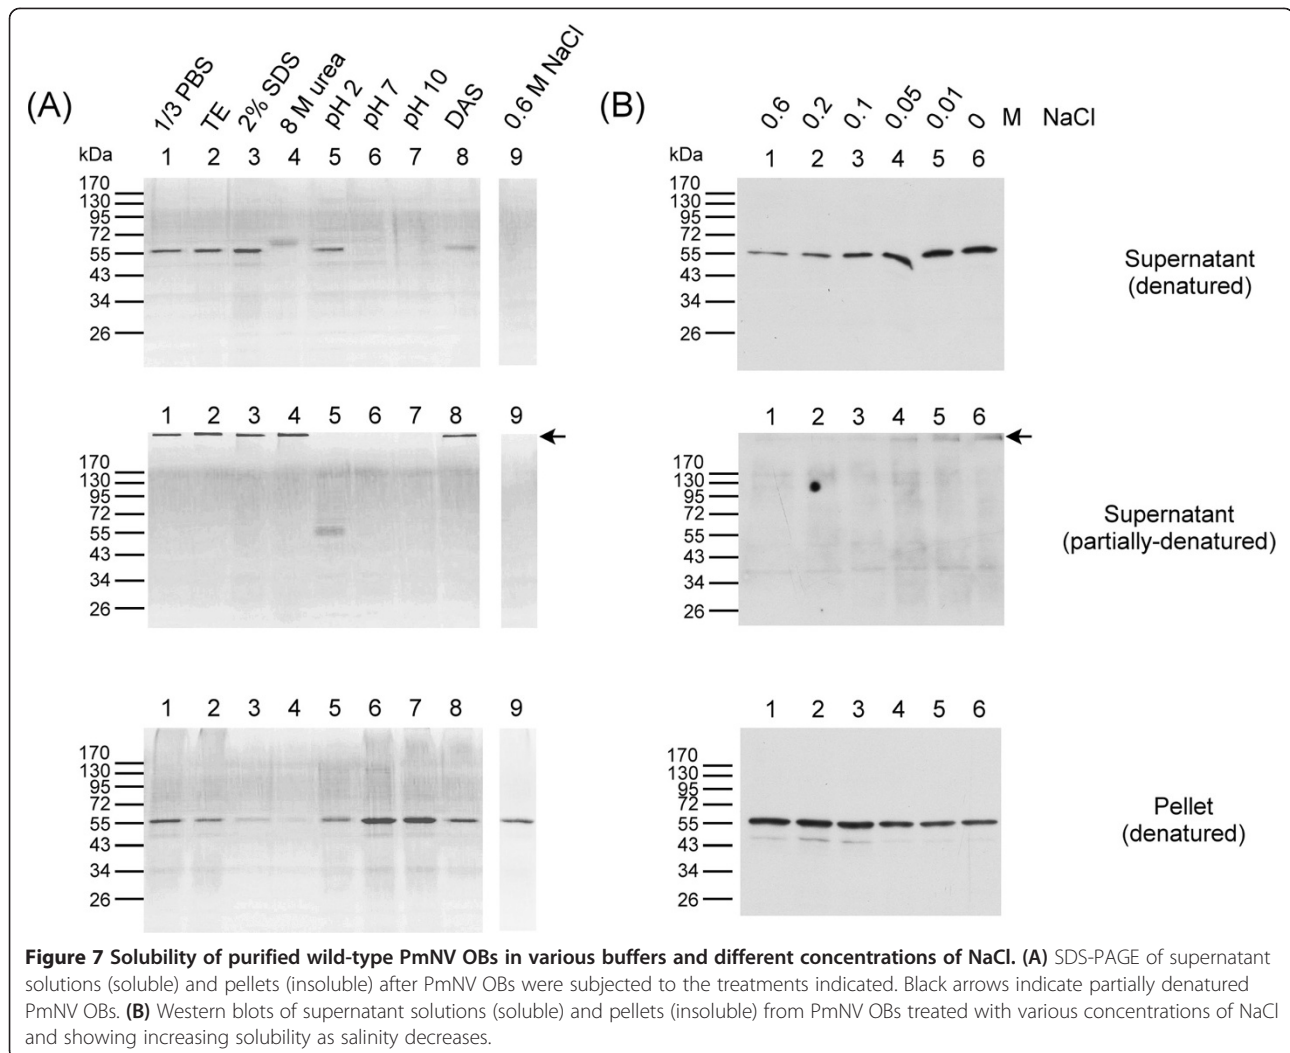 (A)
1/3 PBS
TE
2% SDS
8 M urea
pH 2
pH 7
pH 10
DAS
0.6 M NaCl
kDa 1 2 3 4 5 6 7 8 9
170
130
95
72
55
43
34
26
1 2 3 4 5 6 7 8 9
170
130
95
72
55
43
34
26
1 2 3 4 5 6 7 8 9
170
130
95
72
55
43
34
26
(B)
0.6 0.2 0.1 0.05 0.01 0 M NaCl
kDa 1 2 3 4 5 6
170
130
95
72
55
43
34
26
Supernatant
(denatured)
1 2 3 4 5 6
170
130
95
72
55
43
34
26
Supernatant
(partially-denatured)
1 2 3 4 5 6
170
130
95
72
55
43
34
26
Pellet
(denatured)
Figure 7 Solubility of purified wild-type PmNV OBs in various buffers and different concentrations of NaCl. (A) SDS-PAGE of supernatant
solutions (soluble) and pellets (insoluble) after PmNV OBs were subjected to the treatments indicated. Black arrows indicate partially denatured
PmNV OBs. (B) Western blots of supernatant solutions (soluble) and pellets (insoluble) from PmNV OBs treated with various concentrations of NaCl
and showing increasing solubility as salinity decreases.